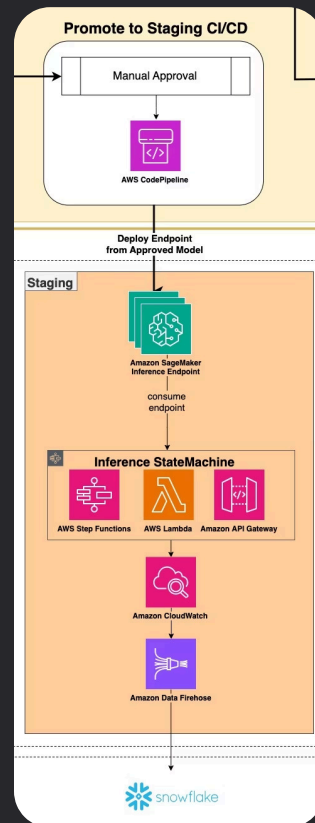 Promote to Staging CI/CD
Manual Approval
AWS CodePipeline
Deploy Endpoint
from Approved Model
Staging
Amazon SageMaker
Inference Endpoint
consume
endpoint
Inference StateMachine
AWS Step Functions AWS Lambda Amazon API Gateway
Amazon CloudWatch
Amazon Data Firehose
snowflake